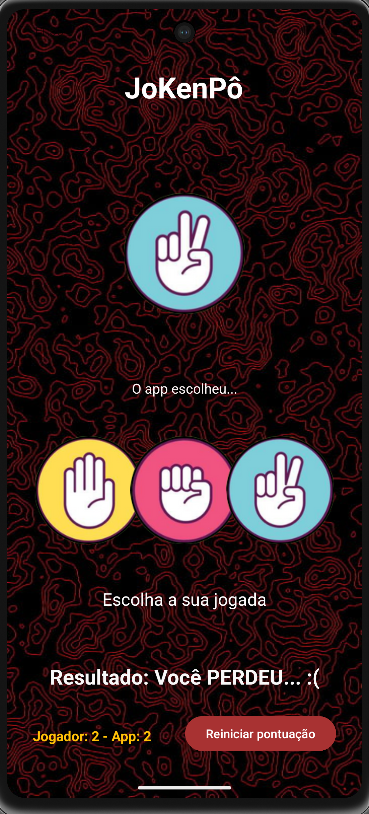 JoKenPô
O app escolheu...
Escolha a sua jogada
Resultado: Você PERDEU... :(
Jogador: 2 - App: 2
Reiniciar pontuação